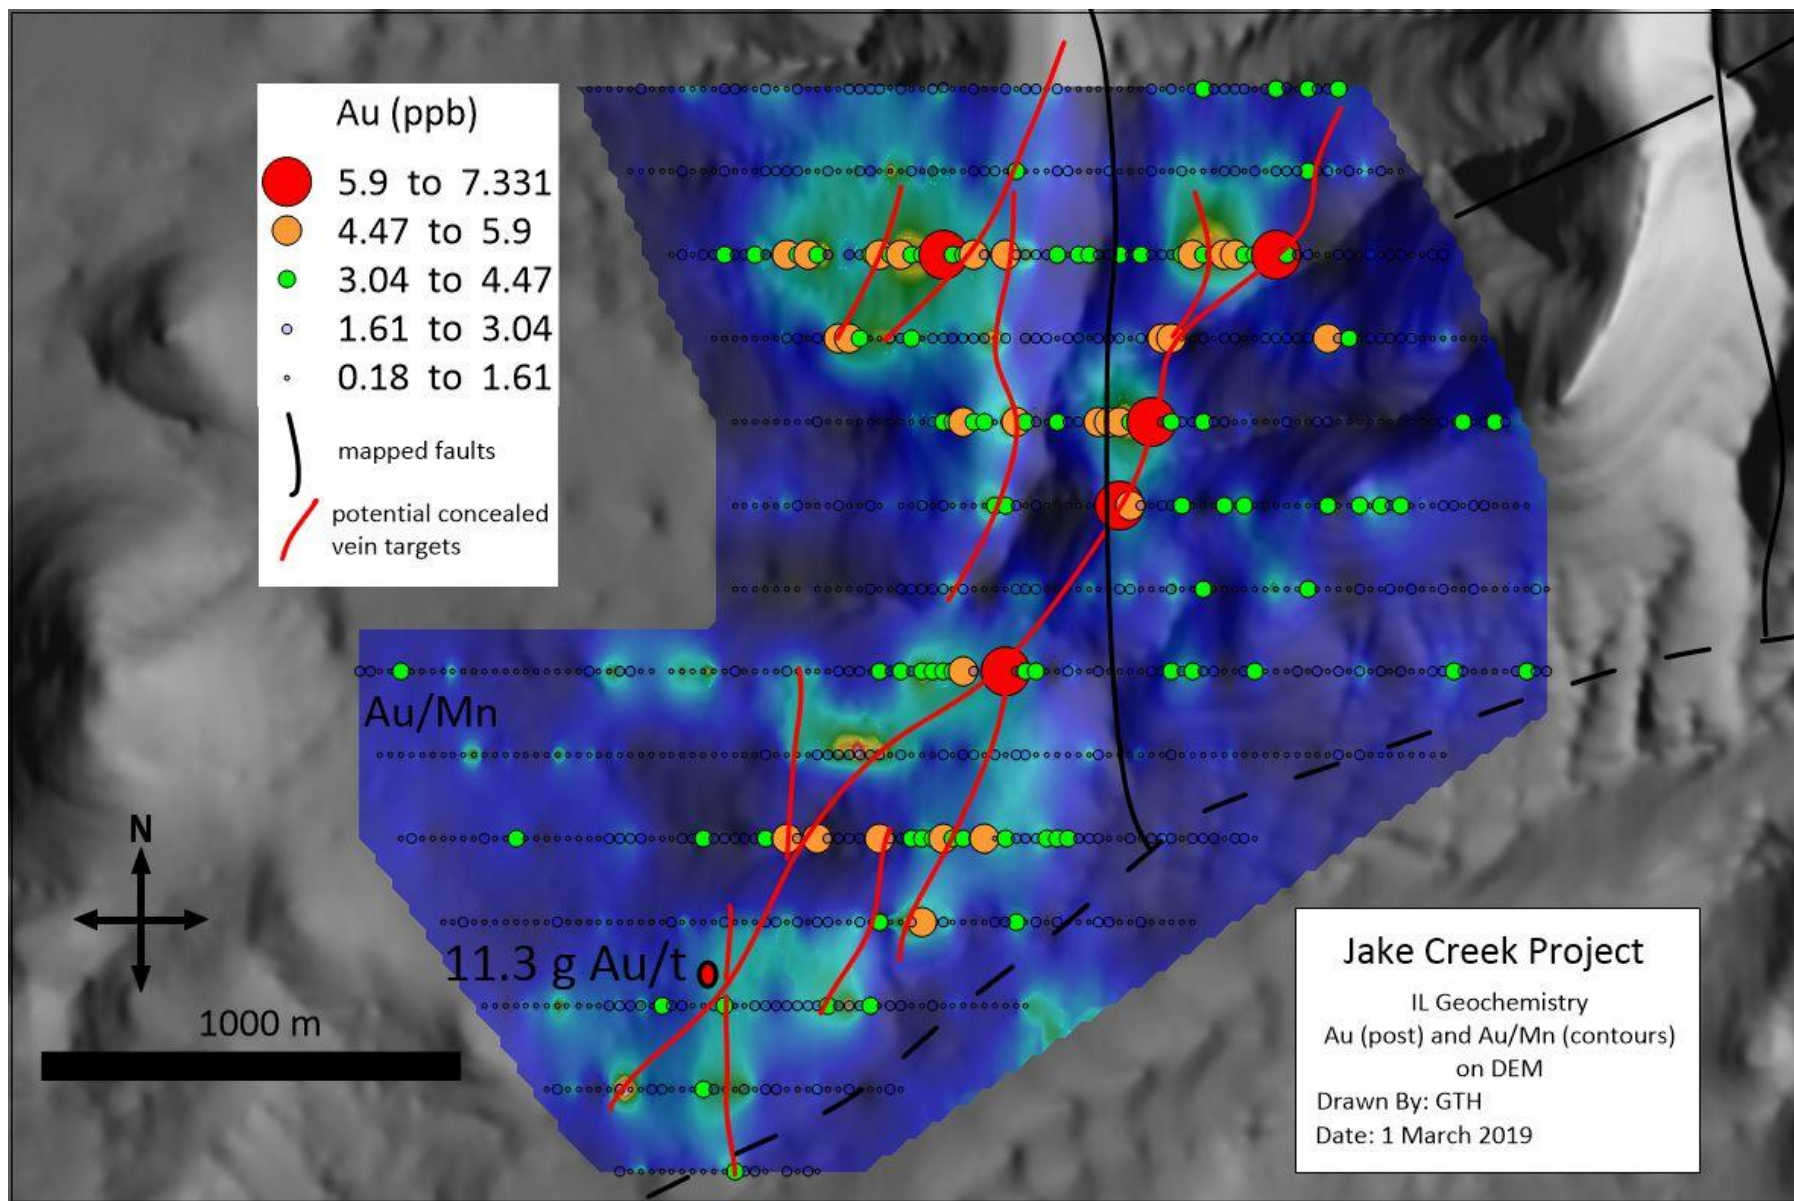 Au (ppb)
5.9 to 7.331
4.47 to 5.9
3.04 to 4.47
1.61 to 3.04
0.18 to 1.61
mapped faults
potential concealed
vein targets
Au/Mn
N
11.3 g Au/t
1000 m
Jake Creek Project
IL Geochemistry
Au (post) and Au/Mn (contours)
on DEM
Drawn By: GTH
Date: 1 March 2019